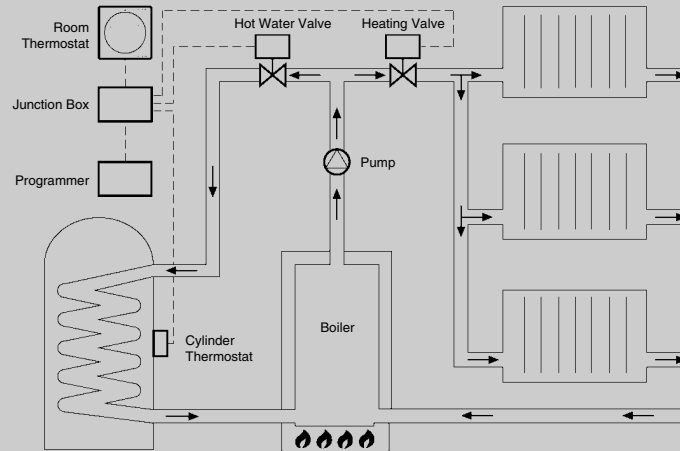 Hot Water Valve
Heating Valve
Room
Thermostat
Junction Box
Pump
Programmer
Boiler
Cylinder
Thermostat